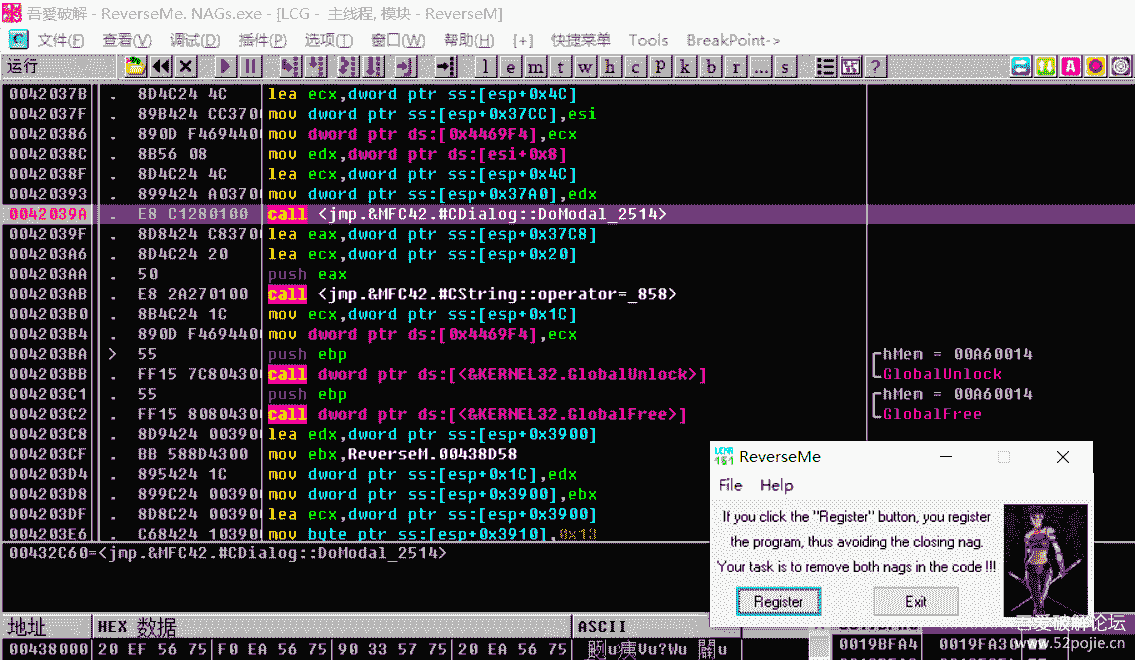 吾爱破解 - ReverseMe. NAGs.exe - [LCG - 主线程, 模块 - ReverseM]
C 文件(F) 查看(V) 调试(D) 插件(P) 选项(T) 窗口(W) 帮助(H) [+] 快捷菜单 Tools BreakPoint->
运行 l e m t w h c p k b r ... s ?
0042037B . 8D4C24 4C lea ecx,dword ptr ss:[esp+0x4C]
0042037F . 89B424 CC370 mov dword ptr ss:[esp+0x37CC],esi
00420386 . 890D F469440 mov dword ptr ds:[0x4469F4],ecx
0042038C . 8B56 08 mov edx,dword ptr ds:[esi+0x8]
0042038F . 8D4C24 4C lea ecx,dword ptr ss:[esp+0x4C]
00420393 . 899424 A0370 mov dword ptr ss:[esp+0x37A0],edx
0042039A . E8 C1280100 call <jmp.&MFC42.#CDialog::DoModal_2514>
0042039F . 8D8424 C8370 lea eax,dword ptr ss:[esp+0x37C8]
004203A6 . 8D4C24 20 lea ecx,dword ptr ss:[esp+0x20]
004203AA . 50 push eax
004203AB . E8 2A270100 call <jmp.&MFC42.#CString::operator=_858>
004203B0 . 8B4C24 1C mov ecx,dword ptr ss:[esp+0x1C]
004203B4 . 890D F469440 mov dword ptr ds:[0x4469F4],ecx
004203BA > 55 push ebp hMem = 00A60014
004203BB . FF15 7C80430 call dword ptr ds:[<&KERNEL32.GlobalUnlock>] GlobalUnlock
004203C1 . 55 push ebp hMem = 00A60014
004203C2 . FF15 8080430 call dword ptr ds:[<&KERNEL32.GlobalFree>] GlobalFree
004203C8 . 8D9424 00390 lea edx,dword ptr ss:[esp+0x3900]
004203CF . BB 588D4300 mov ebx,ReverseM.00438D58
004203D4 . 895424 1C mov dword ptr ss:[esp+0x1C],edx
004203D8 . 899C24 00390 mov dword ptr ss:[esp+0x3900],ebx
004203DF . 8D8C24 00390 lea ecx,dword ptr ss:[esp+0x3900]
004203E6 . C68424 10390 mov byte ptr ss:[esp+0x3910],0x13
00432C60=<jmp.&MFC42.#CDialog::DoModal_2514>
ReverseMe
File Help
If you click the "Register" button, you register
the program, thus avoiding the closing nag.
Your task is to remove both nags in the code !!!
Register Exit
地址 HEX 数据 ASCII
00438000 20 EF 56 75 F0 EA 56 75 90 33 57 75 20 EA 56 75
0019BFA4 0019FA30
吾爱破解论坛
www.52pojie.cn